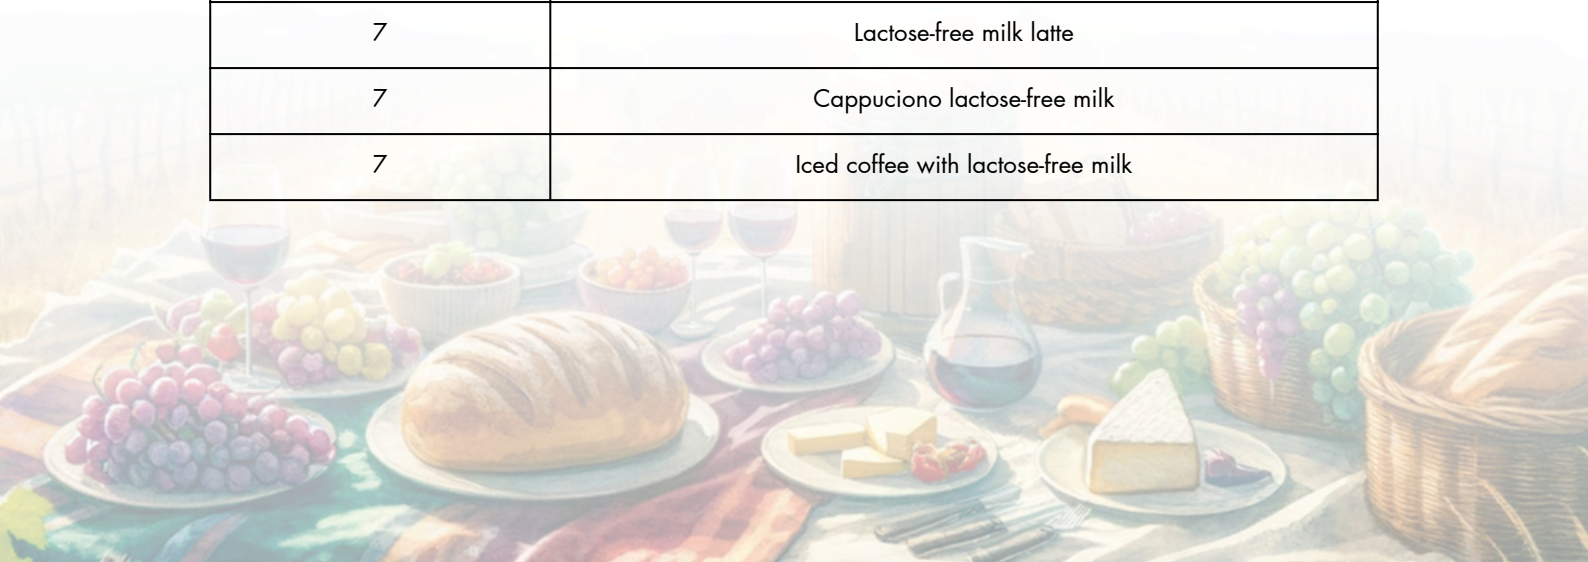 7 Lactose-free milk latte
7 Cappuciono lactose-free milk
7 Iced coffee with lactose-free milk